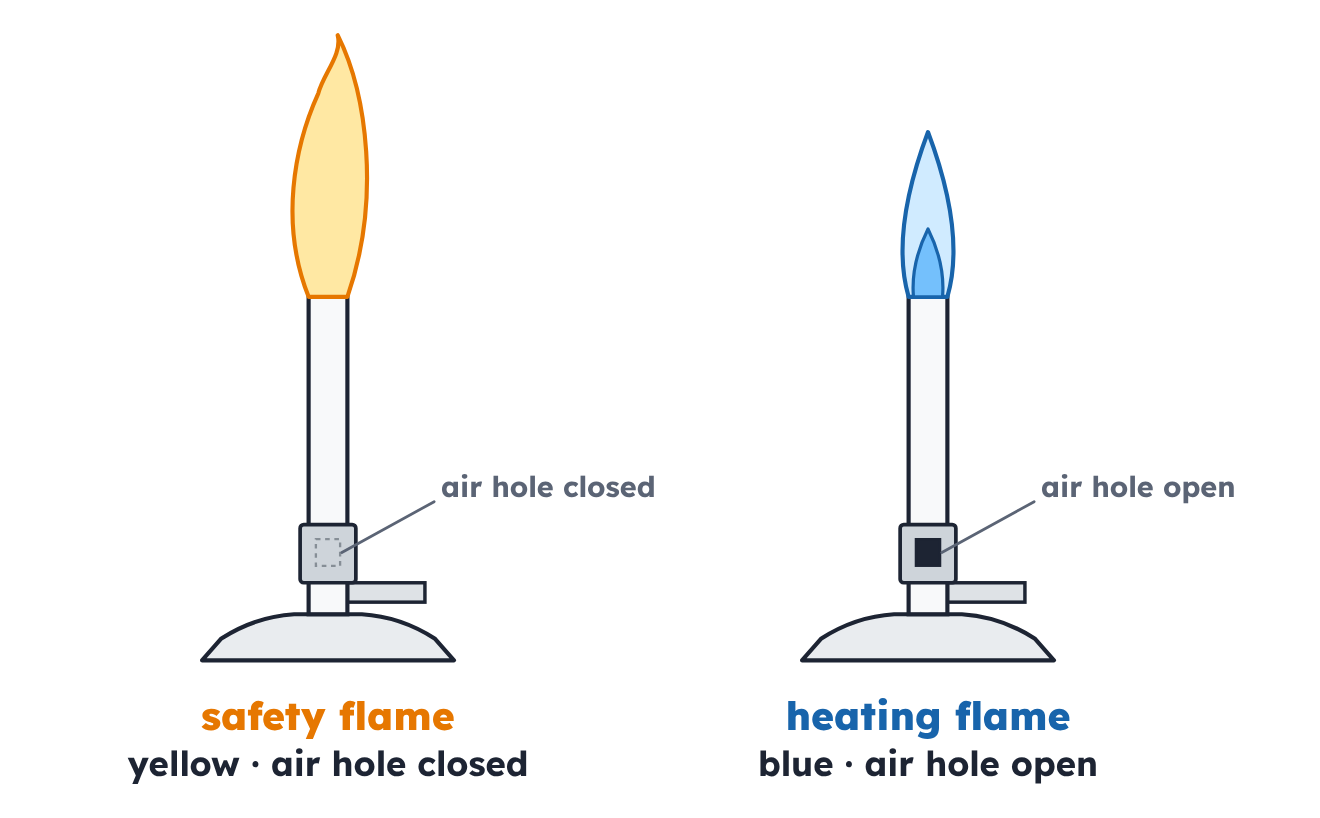 air hole closed
air hole open
safety flame
yellow · air hole closed
heating flame
blue · air hole open